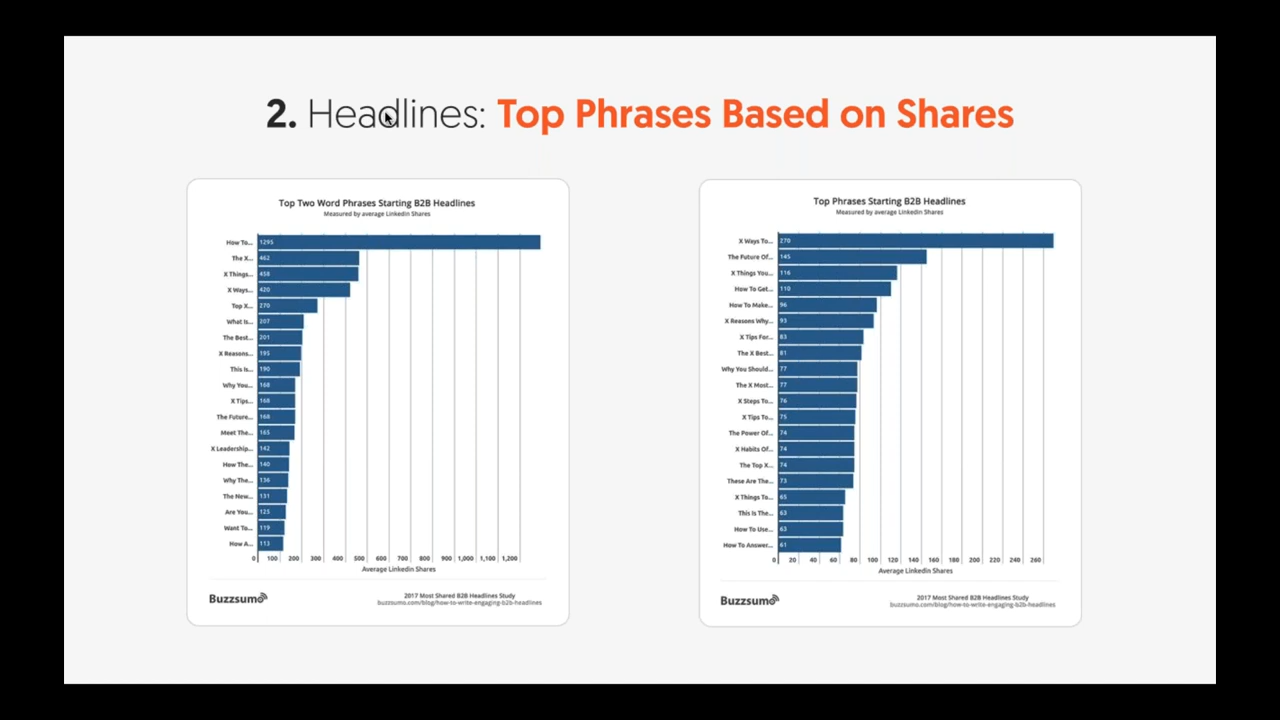 2. Headlines: Top Phrases Based on Shares
Top Two Word Phrases Starting B2B Headlines
Measured by average Linkedin Shares
How To... 1295
The X... 462
X Things... 458
X Ways... 420
Top X... 270
What Is... 207
The Best... 201
X Reasons... 195
This Is... 190
Why You... 168
X Tips... 168
The Future... 168
Meet The... 165
X Leadership... 142
How The... 140
Why The... 136
The New... 131
Are You... 125
Want To... 119
How A... 113
0 100 200 300 400 500 600 700 800 900 1,000 1,100 1,200
Average Linkedin Shares
Buzzsumo
2017 Most Shared B2B Headlines Study
buzzsumo.com/blog/how-to-write-engaging-b2b-headlines
Top Phrases Starting B2B Headlines
Measured by average Linkedin Shares
X Ways To... 270
The Future Of... 145
X Things You... 116
How To Get... 110
How To Make... 96
X Reasons Why... 93
X Tips For... 83
The X Best... 81
Why You Should... 77
The X Most... 77
X Steps To... 76
X Tips To... 75
The Power Of... 74
X Habits Of... 74
The Top X... 74
These Are The... 73
X Things To... 65
This Is The... 63
How To Use... 63
How To Answer... 61
0 20 40 60 80 100 120 140 160 180 200 220 240 260
Average Linkedin Shares
Buzzsumo
2017 Most Shared B2B Headlines Study
buzzsumo.com/blog/how-to-write-engaging-b2b-headlines